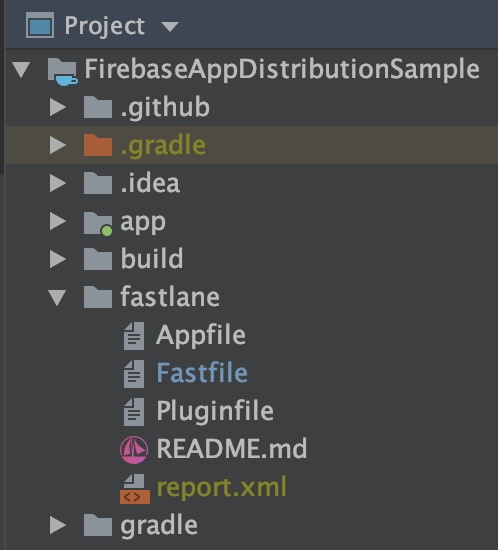 Project
FirebaseAppDistributionSample
.github
.gradle
.idea
app
build
fastlane
Appfile
Fastfile
Pluginfile
README.md
report.xml
gradle